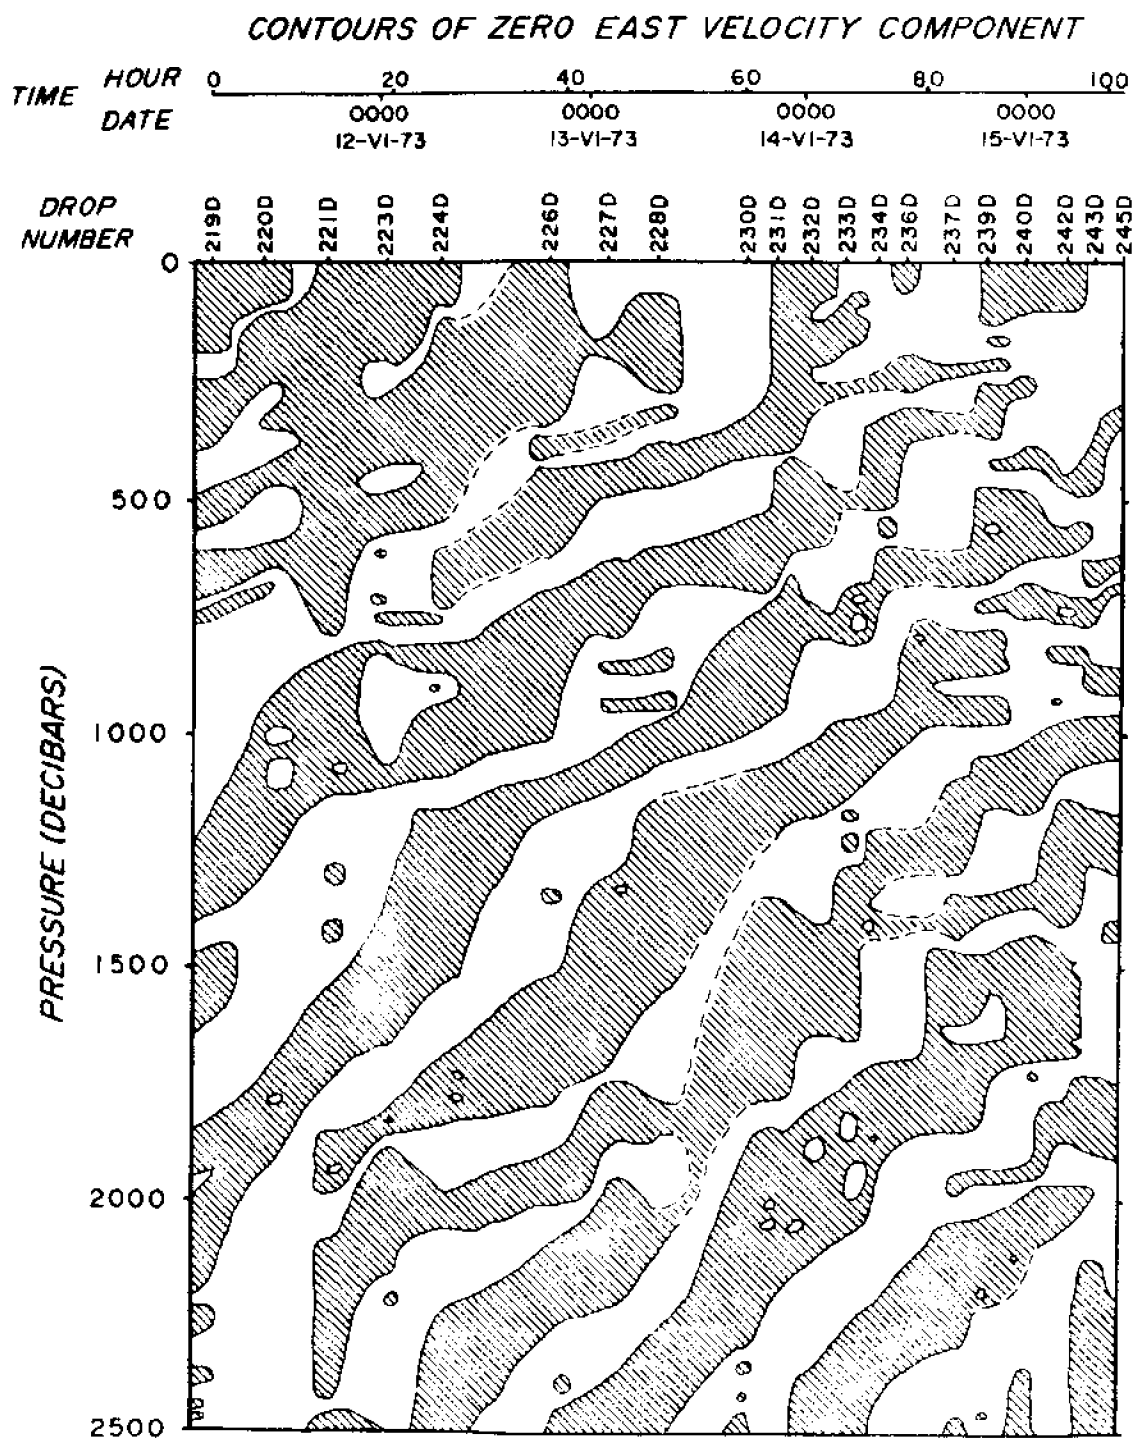 CONTOURS OF ZERO EAST VELOCITY COMPONENT
TIME HOUR 0 20 40 60 80 100
DATE 0000 0000 0000 0000
12-VI-73 13-VI-73 14-VI-73 15-VI-73
DROP NUMBER 219D 220D 221D 223D 224D 226D 227D 228D 230D 231D 232D 233D 234D 236D 237D 239D 240D 242D 243D 245D
0
500
1000
1500
2000
2500
PRESSURE (DECIBARS)